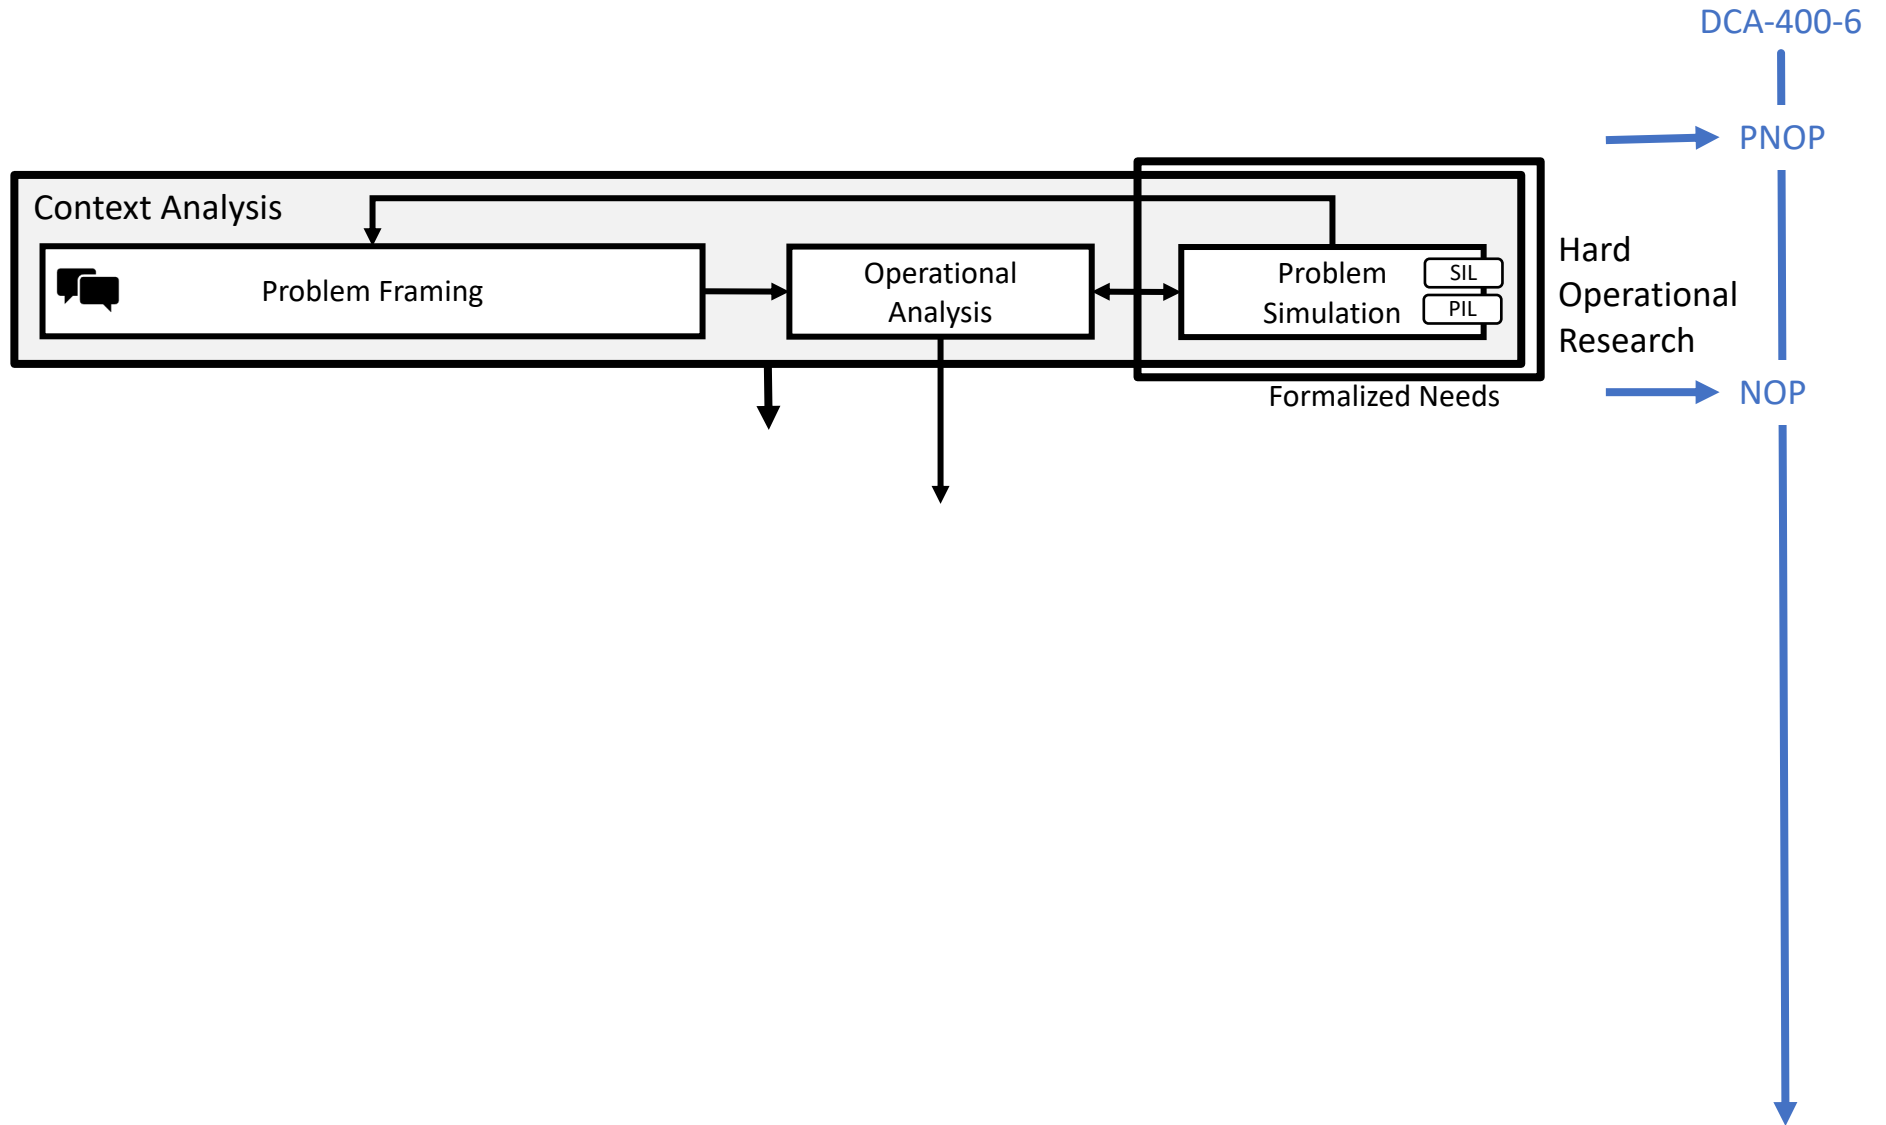 DCA-400-6
PNOP
Context Analysis
Problem Framing
Operational
Analysis
Problem
Simulation
SIL
PIL
Hard
Operational
Research
Formalized Needs
NOP